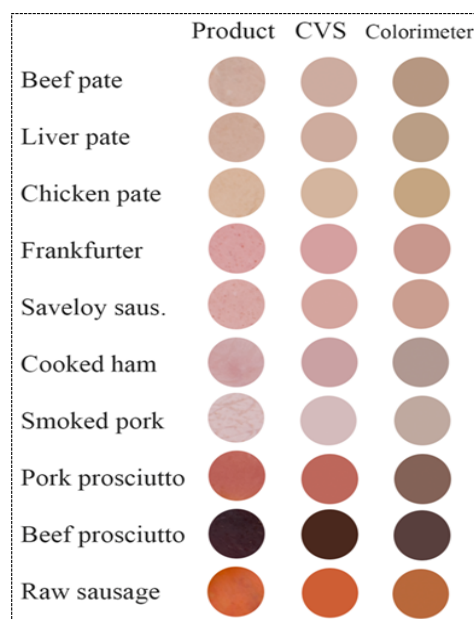 Product CVS Colorimeter
Beef pate
Liver pate
Chicken pate
Frankfurter
Saveloy saus.
Cooked ham
Smoked pork
Pork prosciutto
Beef prosciutto
Raw sausage